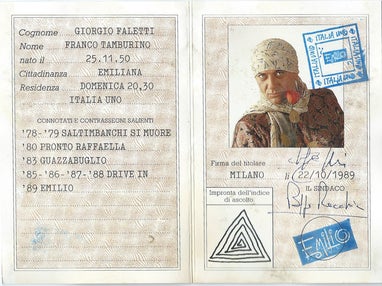 Cognome GIORGIO FALETTI
Nome FRANCO TAMBURINO
nato il 25.11.50
Cittadinanza EMILIANA
Residenza DOMENICA 20,30
ITALIA UNO
CONNOTATI E CONTRASSEGNI SALIENTI
'78-'79 SALTIMBANCHI SI MUORE
'80 PRONTO RAFFAELLA
'83 GUAZZABUGLIO
'85-'86-'87-'88 DRIVE IN
'89 EMILIO
ITALIA UNO
ITALIA UNO
Firma del titolare
MILANO li 22/10/1989
IL SINDACO
Impronta dell'indice
di ascolto
EMILIO